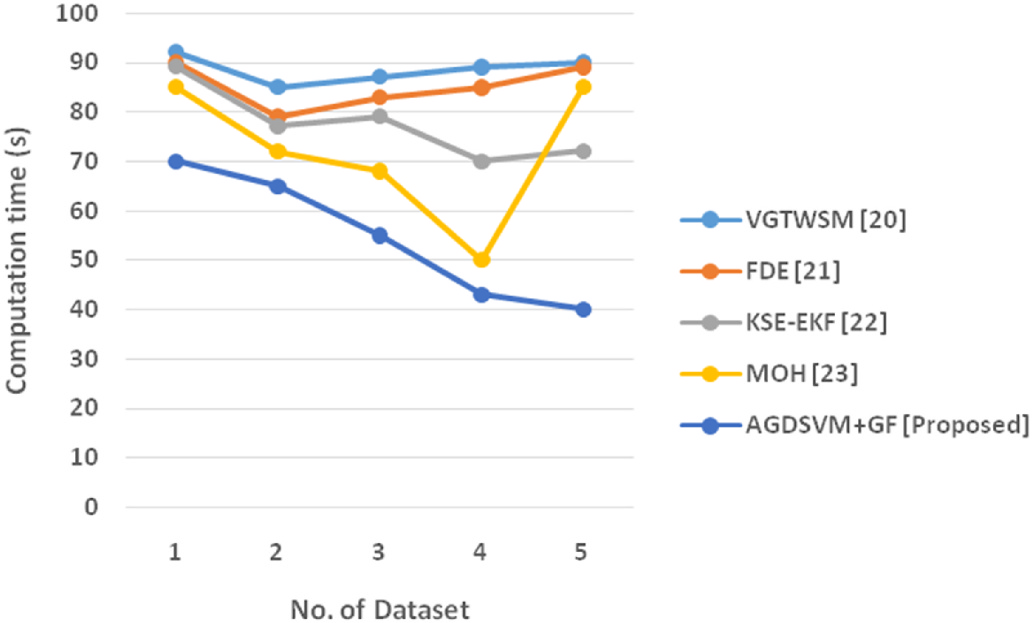 100
90
80
70
60
50
40
30
20
10
0
Computation time (s)
1 2 3 4 5
No. of Dataset
VGTWSM [20]
FDE [21]
KSE-EKF [22]
MOH [23]
AGDSVM+GF [Proposed]